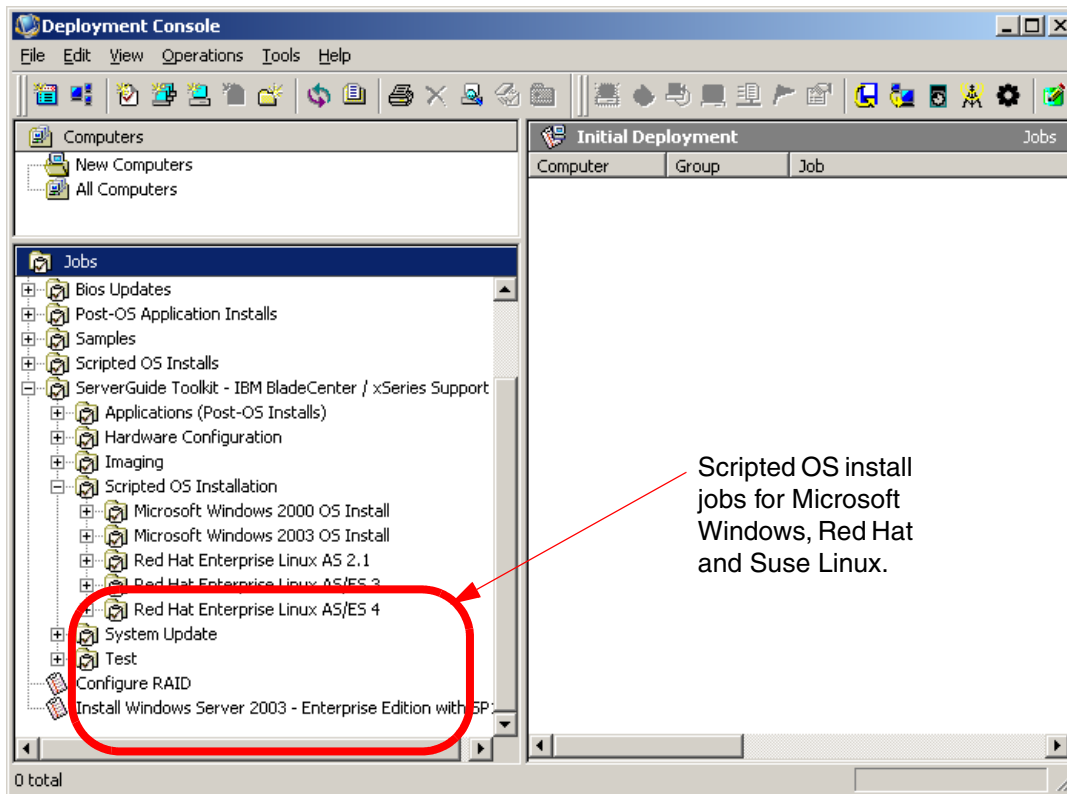 Deployment Console
File Edit View Operations Tools Help
Computers
New Computers
All Computers
Initial Deployment Jobs
Computer Group Job
Jobs
Bios Updates
Post-OS Application Installs
Samples
Scripted OS Installs
ServerGuide Toolkit - IBM BladeCenter / xSeries Support
Applications (Post-OS Installs)
Hardware Configuration
Imaging
Scripted OS Installation
Microsoft Windows 2000 OS Install
Microsoft Windows 2003 OS Install
Red Hat Enterprise Linux AS 2.1
Red Hat Enterprise Linux AS/ES 3
Red Hat Enterprise Linux AS/ES 4
System Update
Test
Configure RAID
Install Windows Server 2003 - Enterprise Edition with SP1
Scripted OS install
jobs for Microsoft
Windows, Red Hat
and Suse Linux.
0 total